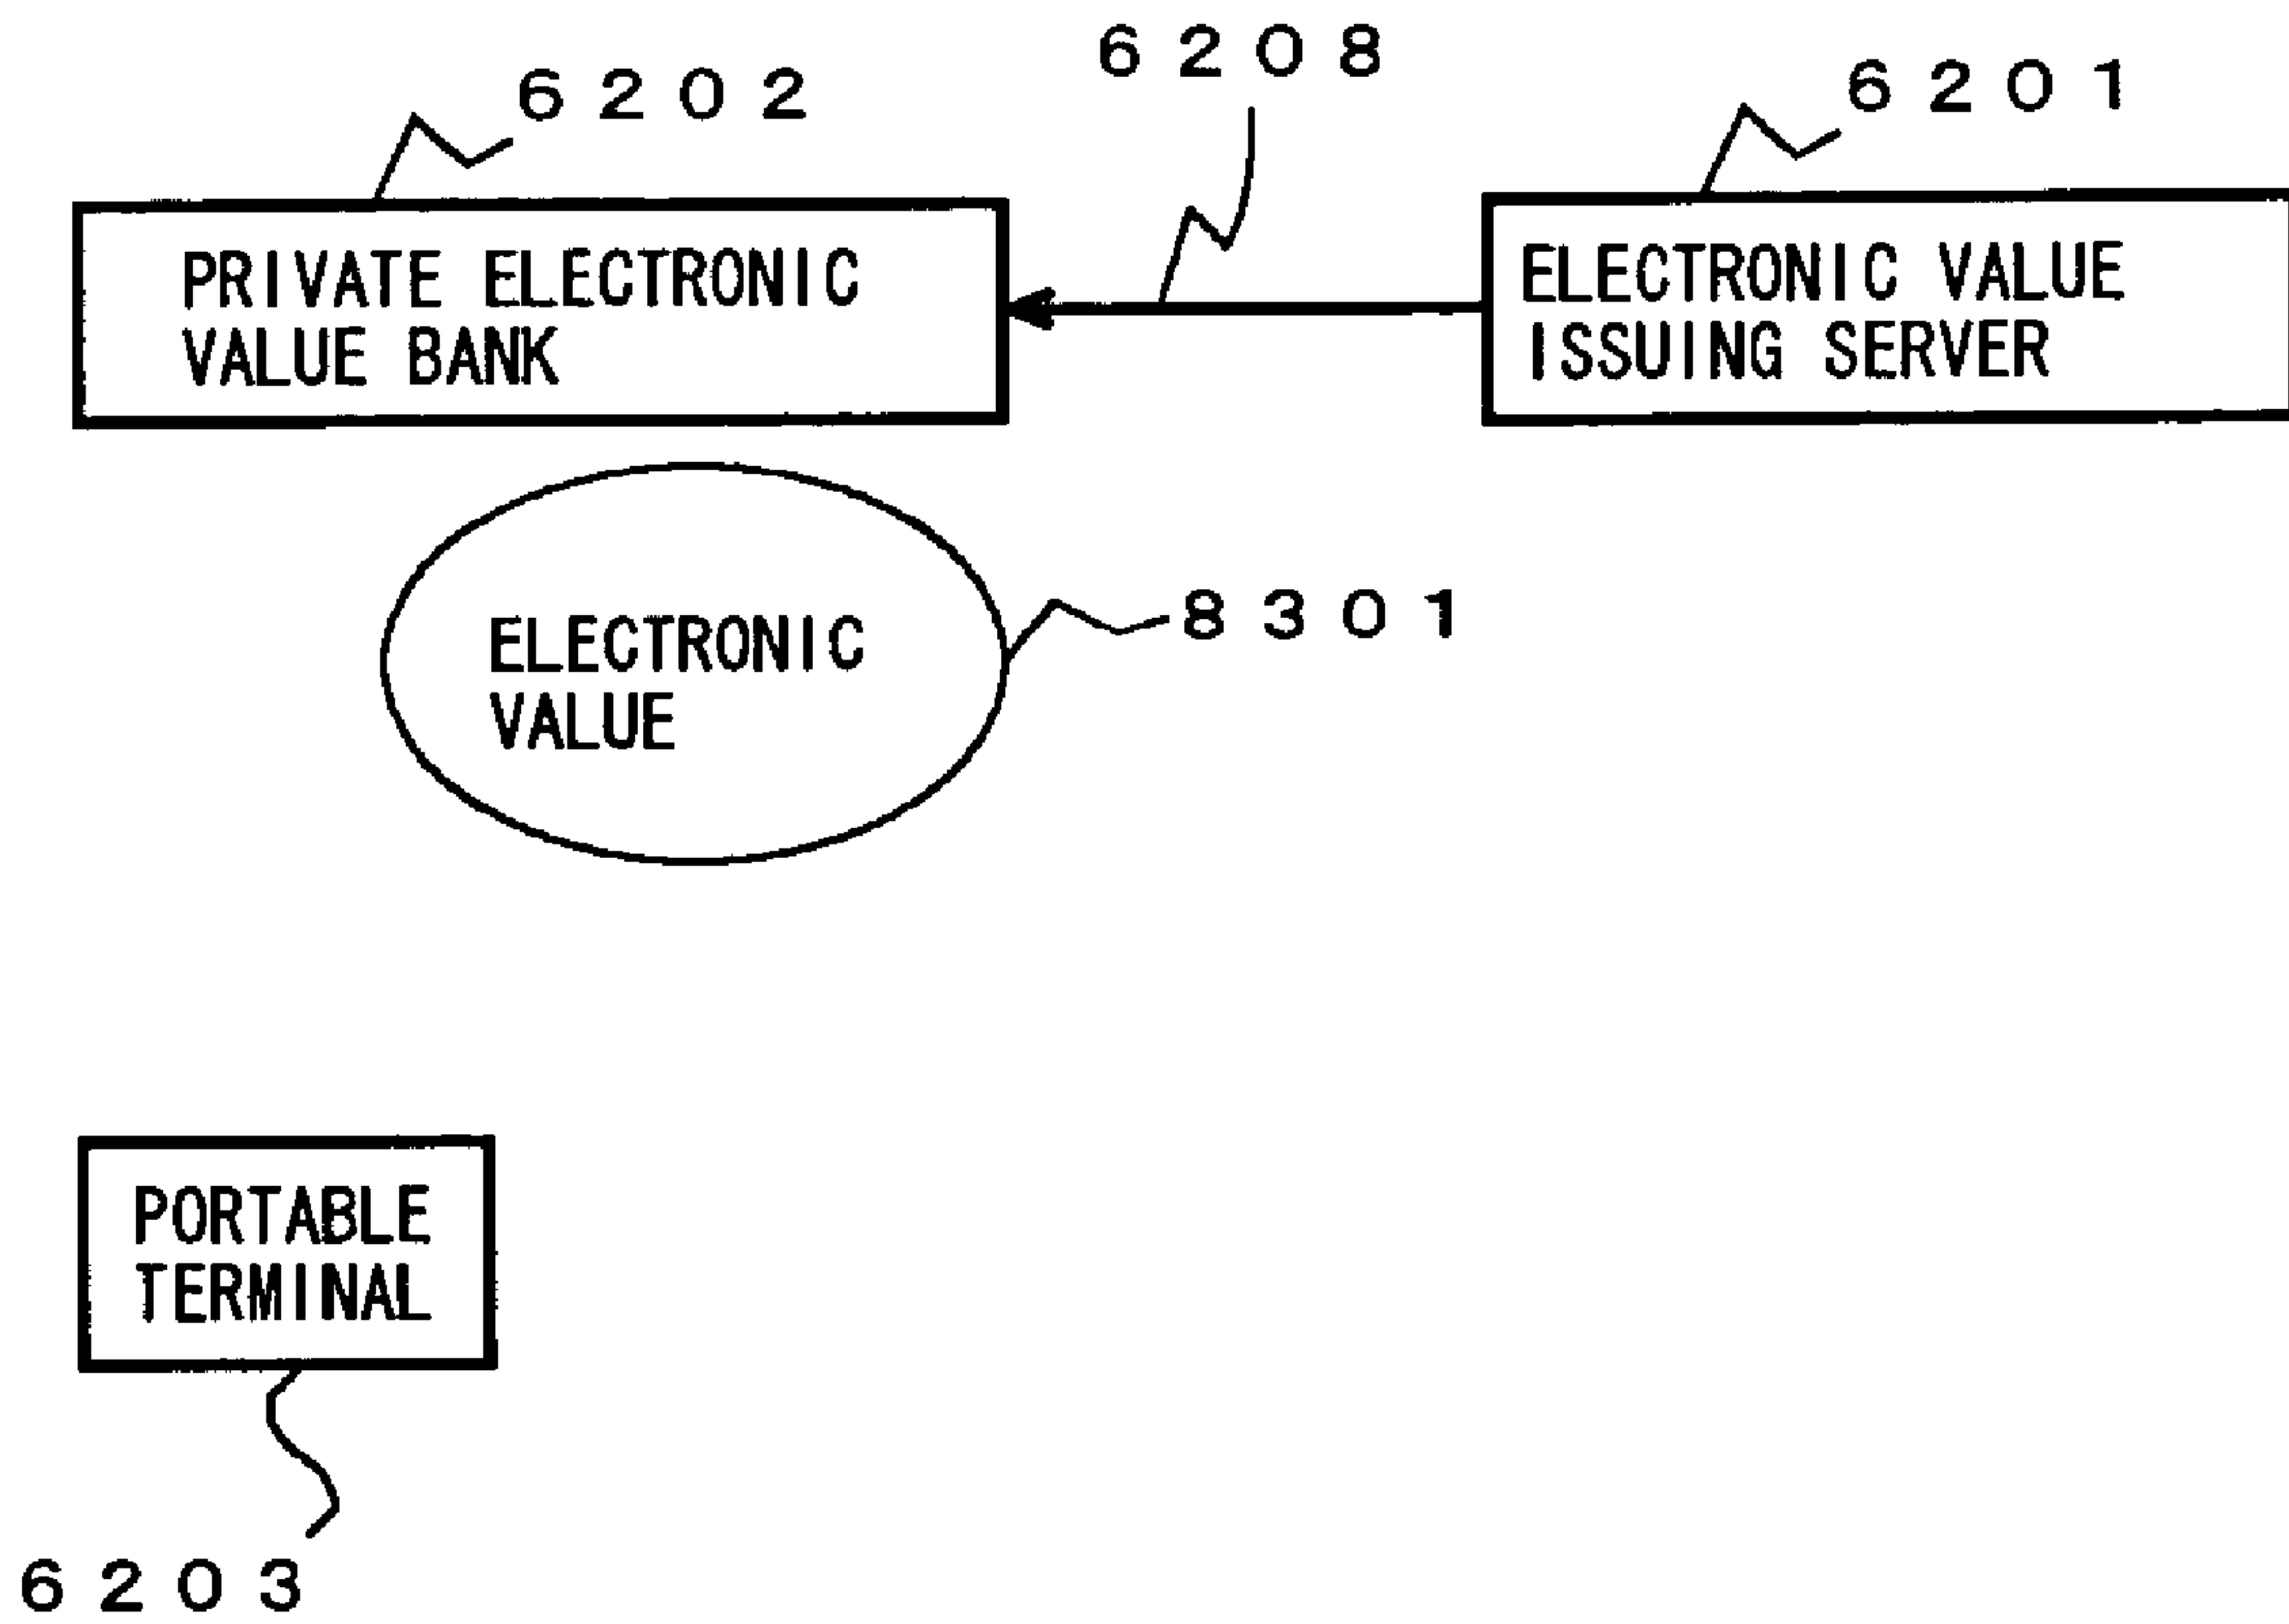 6208
6202
6201
PRIVATE ELECTRONIC
VALUE BANK
ELECTRONIC VALUE
ISSUING SERVER
8301
ELECTRONIC
VALUE
PORTABLE
TERMINAL
6203